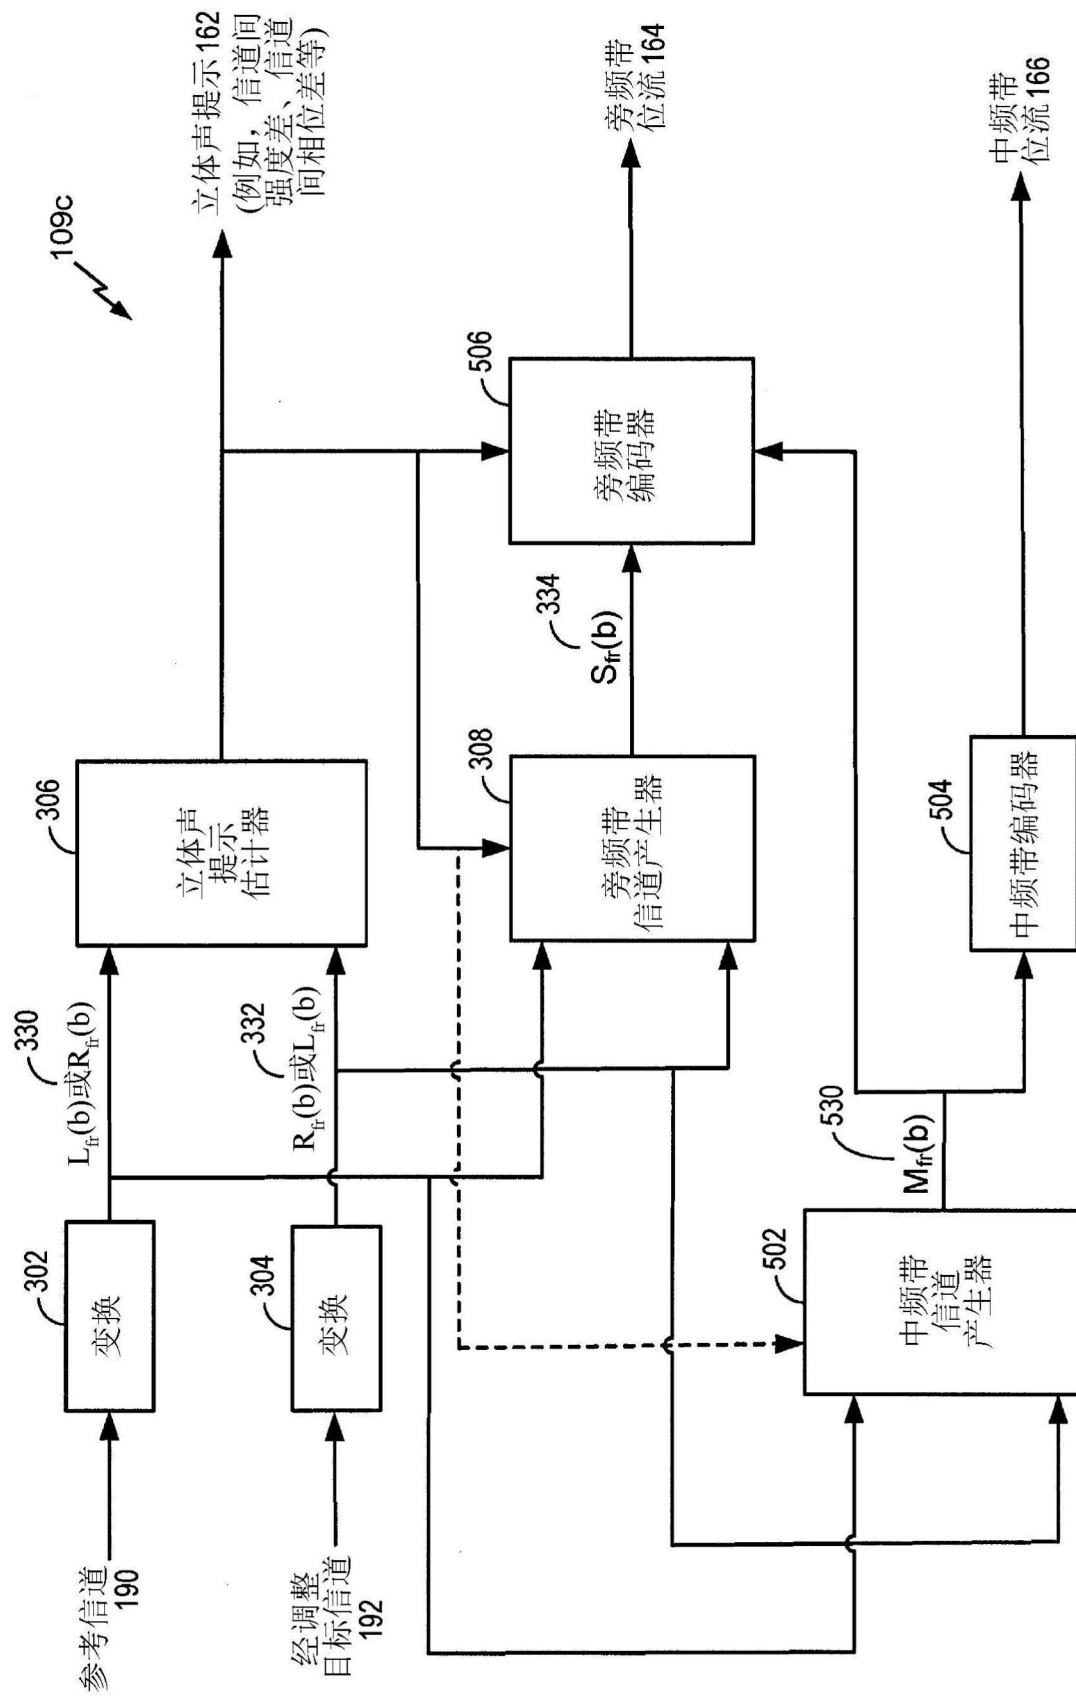 109c
参考信道
190
302
变换
330
Lfr(b)或Rfr(b)
306
立体声
提示
估计器
立体声提示162
(例如，信道间
强度差、信道
间相位差等)
经调整
目标信道
192
304
变换
332
Rfr(b)或Lfr(b)
308
旁频带
信道产生器
334
Sfr(b)
506
旁频带
编码器
旁频带
位流164
502
中频带
信道
产生器
530
Mfr(b)
504
中频带编码器
中频带
位流166